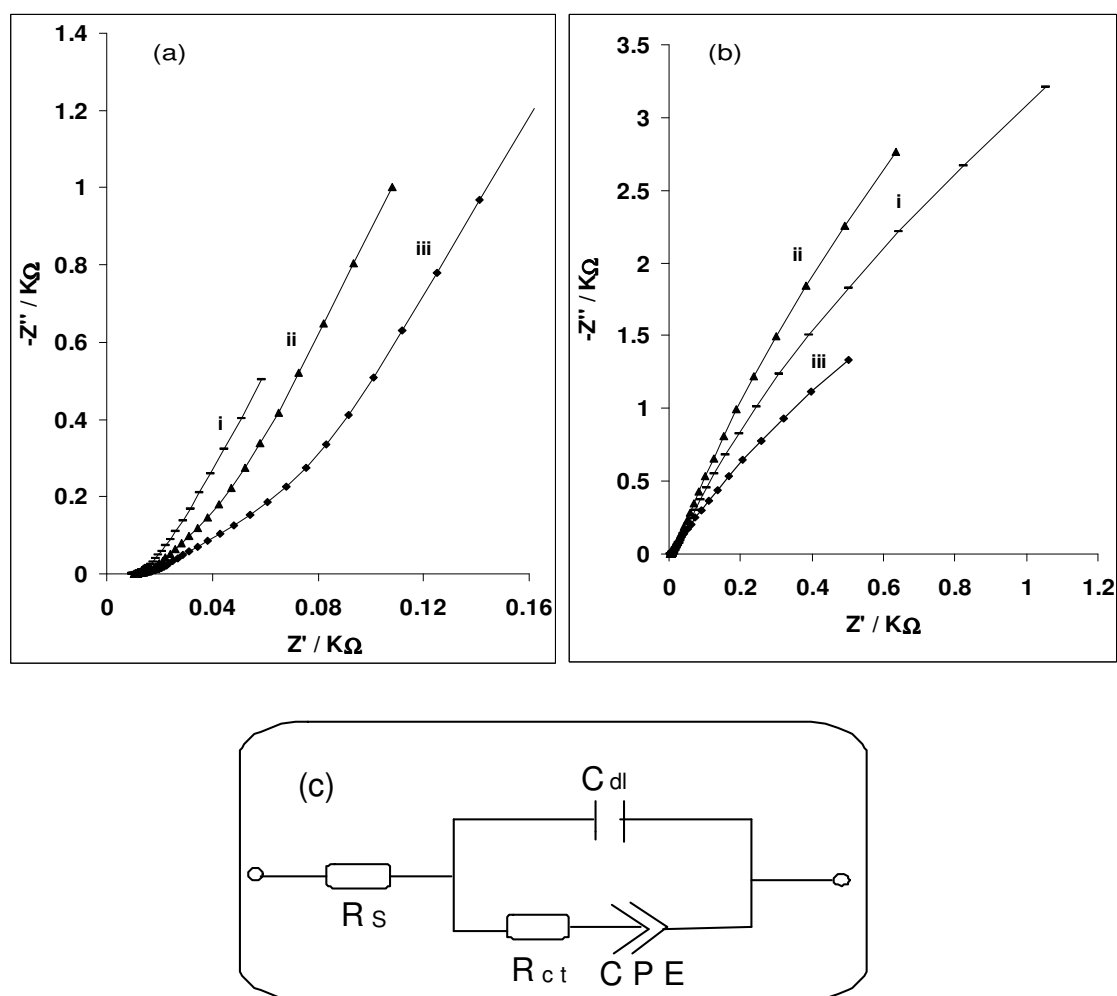 (a)
1.4
1.2
1
0.8
0.6
0.4
0.2
0
-Z'' / KΩ
i
ii
iii
0 0.04 0.08 0.12 0.16
Z' / KΩ
(b)
3.5
3
2.5
2
1.5
1
0.5
0
-Z'' / KΩ
ii
i
iii
0 0.2 0.4 0.6 0.8 1 1.2
Z' / KΩ
(c)
C dl
R S
R c t C P E